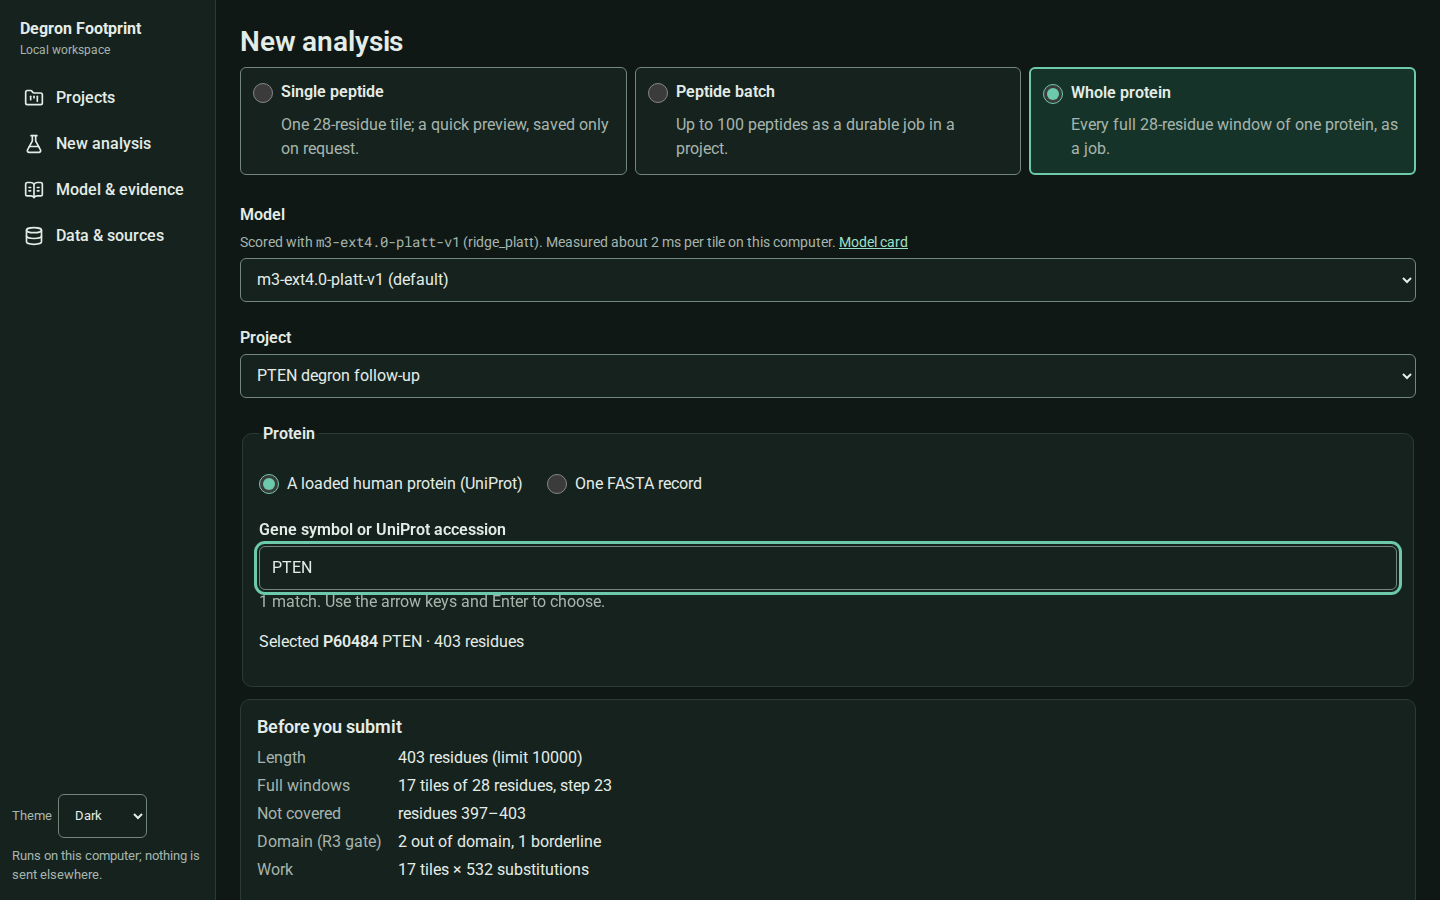 Degron Footprint
Local workspace
Projects
New analysis
Model & evidence
Data & sources
Theme
Dark
Runs on this computer; nothing is
sent elsewhere.
New analysis
Single peptide
One 28-residue tile; a quick preview, saved only
on request.
Peptide batch
Up to 100 peptides as a durable job in a
project.
Whole protein
Every full 28-residue window of one protein, as
a job.
Model
Scored with m3-ext4.0-platt-v1 (ridge_platt). Measured about 2 ms per tile on this computer. Model card
m3-ext4.0-platt-v1 (default)
Project
PTEN degron follow-up
Protein
A loaded human protein (UniProt)
One FASTA record
Gene symbol or UniProt accession
PTEN
1 match. Use the arrow keys and Enter to choose.
Selected P60484 PTEN · 403 residues
Before you submit
Length 403 residues (limit 10000)
Full windows 17 tiles of 28 residues, step 23
Not covered residues 397–403
Domain (R3 gate) 2 out of domain, 1 borderline
Work 17 tiles × 532 substitutions